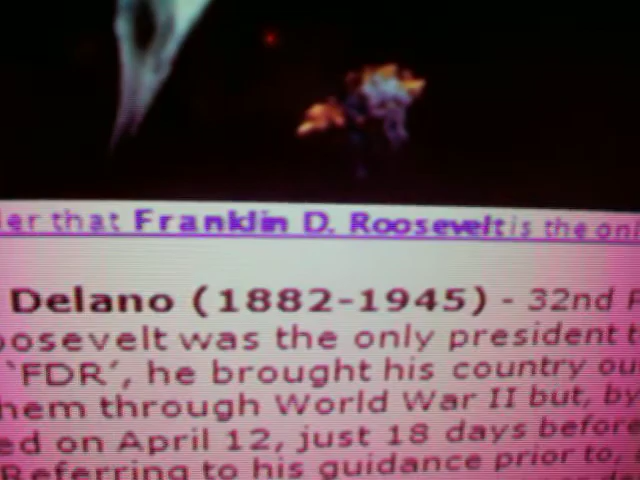 er that Franklin D. Roosevelt is the onl
Delano (1882-1945) - 32nd P
oosevelt was the only president t
`FDR', he brought his country ou
hem through World War II but, by
ed on April 12, just 18 days before
Referring to his guidance prior to,